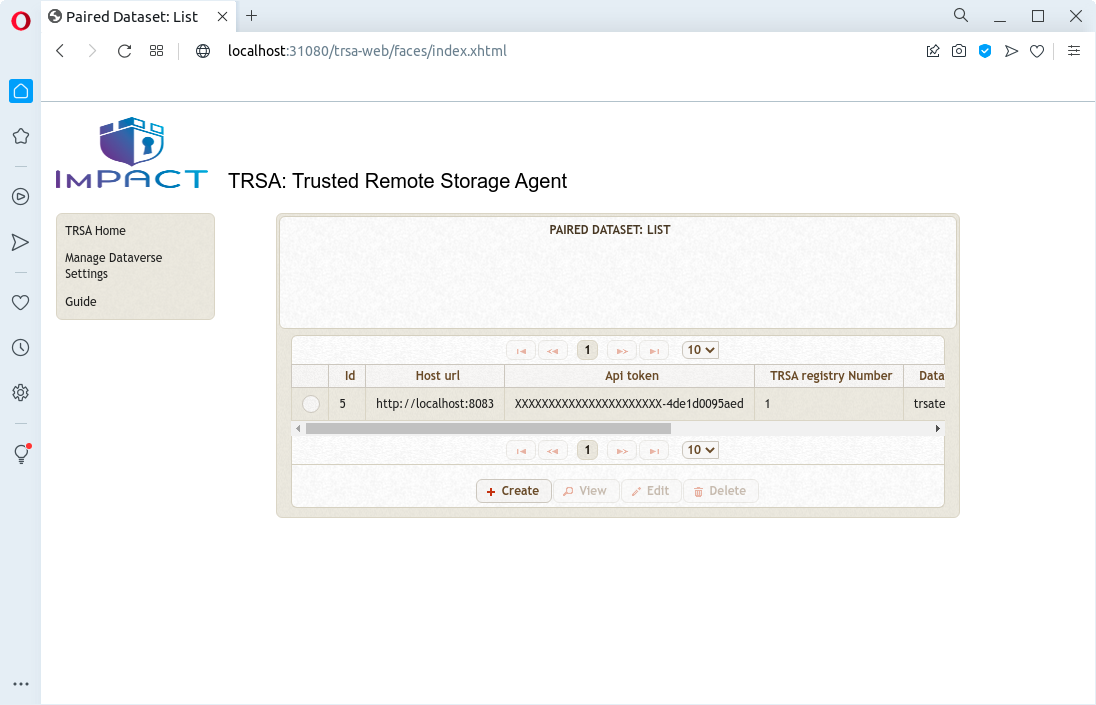 Paired Dataset: List
localhost:31080/trsa-web/faces/index.xhtml
IMPACT
TRSA: Trusted Remote Storage Agent
TRSA Home
Manage Dataverse
Settings
Guide
PAIRED DATASET: LIST
1 10
Id Host url Api token TRSA registry Number Data
5 http://localhost:8083 XXXXXXXXXXXXXXXXXXXXXX-4de1d0095aed 1 trsate
1 10
Create View Edit Delete